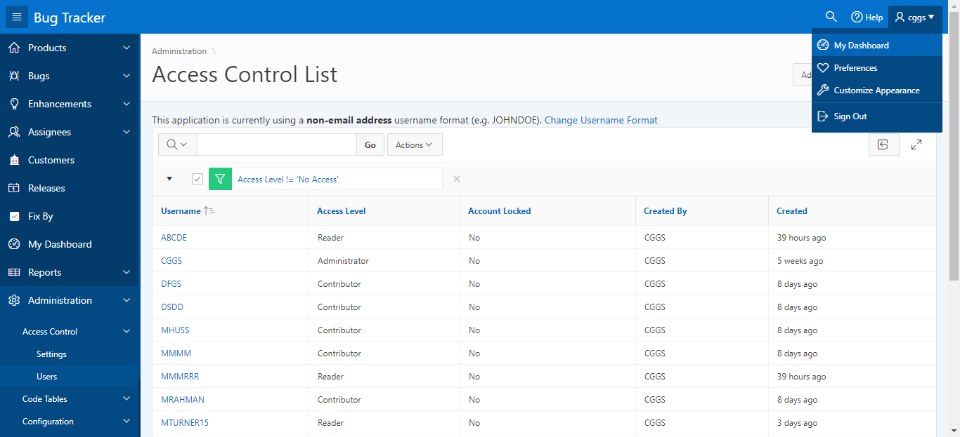 Bug Tracker
Help
cggs
My Dashboard
Preferences
Customize Appearance
Sign Out
Products
Bugs
Enhancements
Assignees
Customers
Releases
Fix By
My Dashboard
Reports
Administration
Access Control
Settings
Users
Code Tables
Configuration
Administration \
Access Control List
Ad
This application is currently using a non-email address username format (e.g. JOHNDOE). Change Username Format
Go Actions
Access Level != 'No Access'
Username Access Level Account Locked Created By Created
ABCDE Reader No CGGS 39 hours ago
CGGS Administrator No CGGS 5 weeks ago
DFGS Contributor No CGGS 8 days ago
DSDD Contributor No CGGS 8 days ago
MHUSS Contributor No CGGS 8 days ago
MMMM Contributor No CGGS 8 days ago
MMMRRR Reader No CGGS 39 hours ago
MRAHMAN Contributor No CGGS 8 days ago
MTURNER15 Reader No CGGS 3 days ago